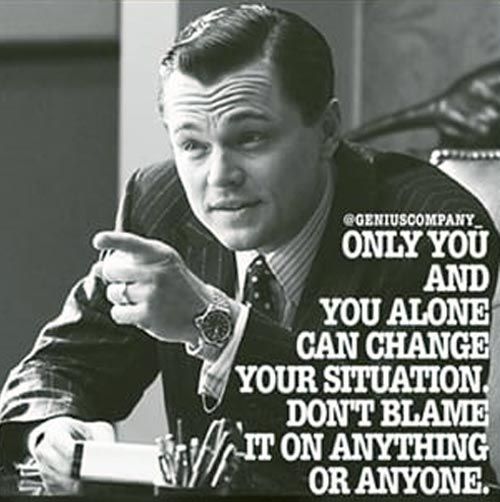 @GENIUSCOMPANY_
ONLY YOU
AND
YOU ALONE
CAN CHANGE
YOUR SITUATION.
DON'T BLAME
IT ON ANYTHING
OR ANYONE.